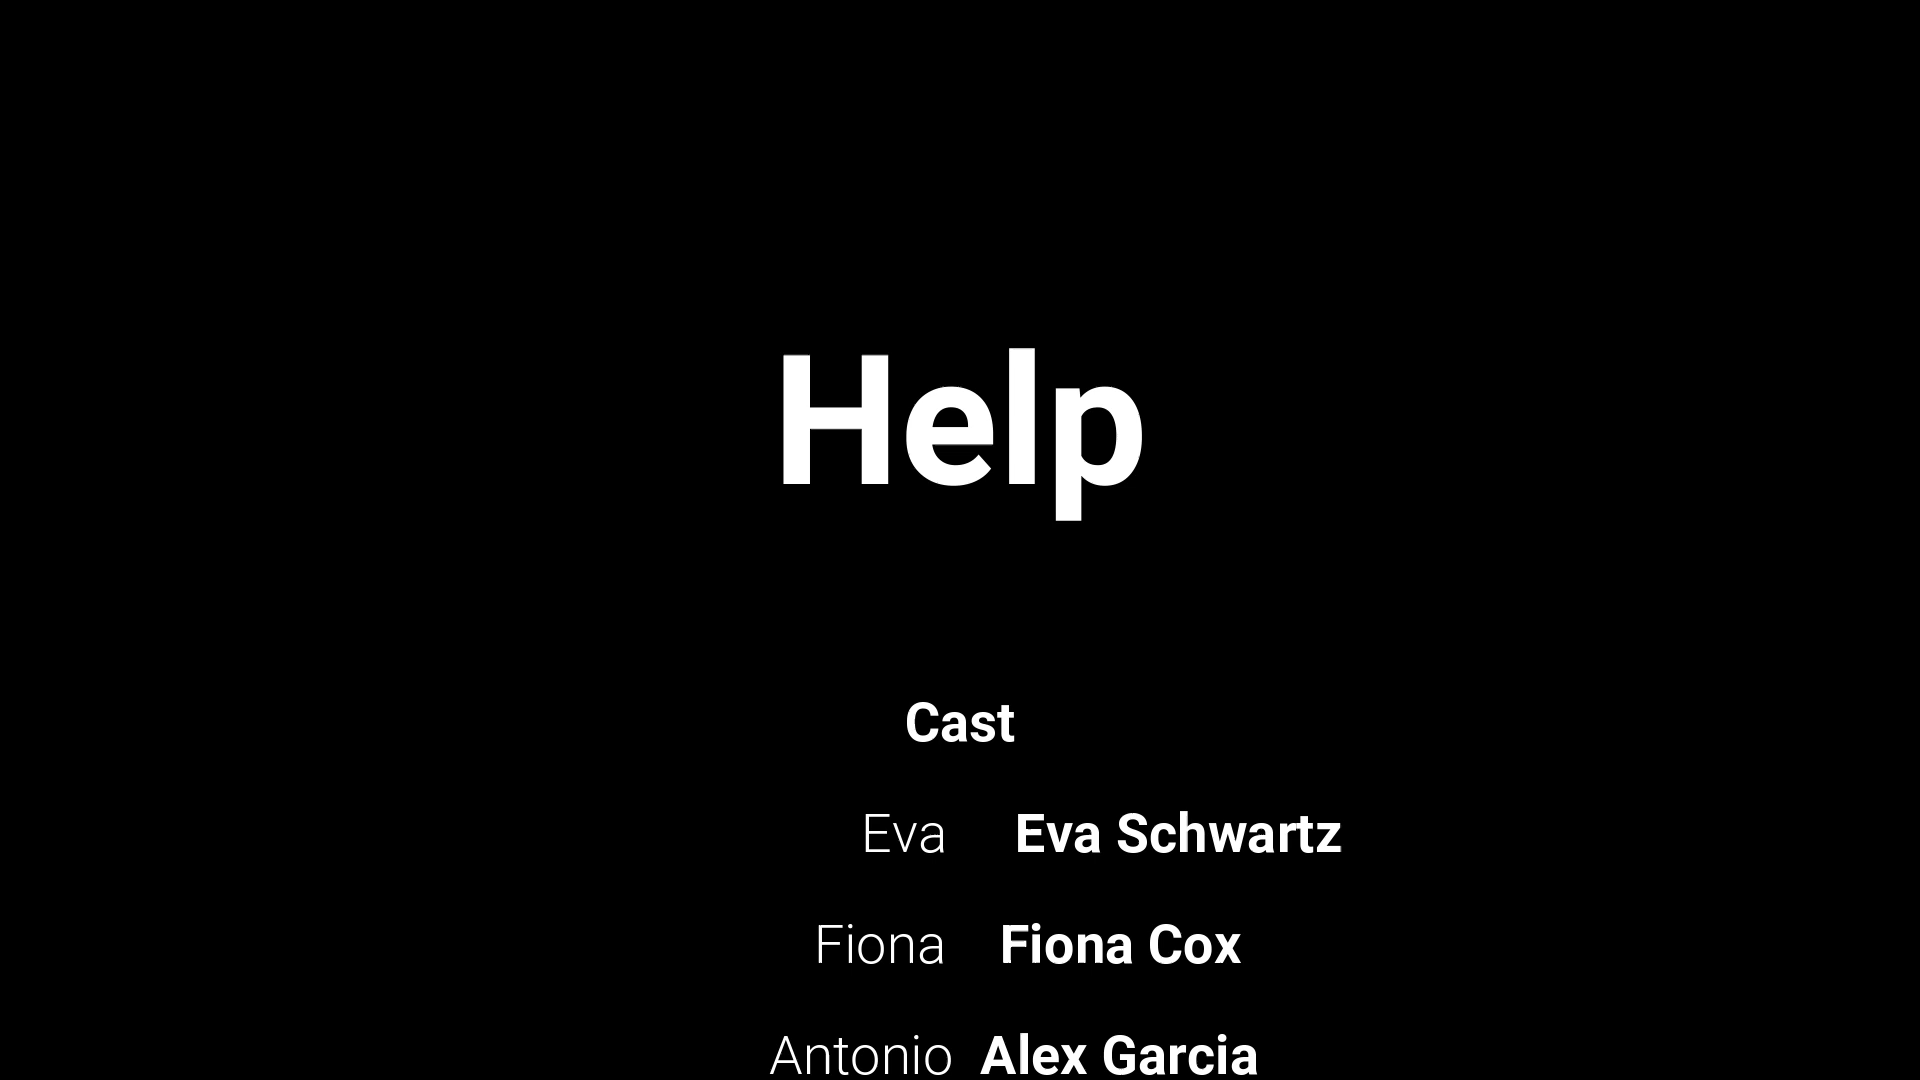 Help
Cast
Eva Eva Schwartz
Fiona Fiona Cox
Antonio Alex Garcia